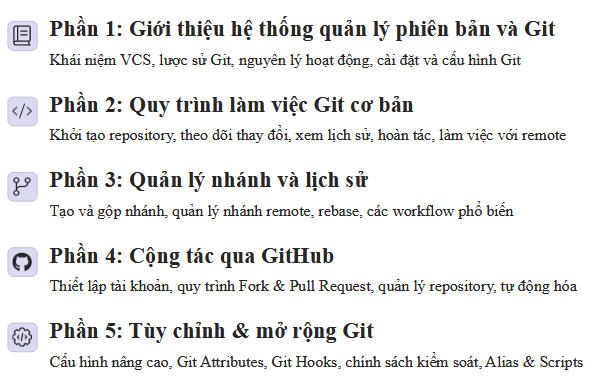 Phần 1: Giới thiệu hệ thống quản lý phiên bản và Git
Khái niệm VCS, lược sử Git, nguyên lý hoạt động, cài đặt và cấu hình Git
Phần 2: Quy trình làm việc Git cơ bản
Khởi tạo repository, theo dõi thay đổi, xem lịch sử, hoàn tác, làm việc với remote
Phần 3: Quản lý nhánh và lịch sử
Tạo và gộp nhánh, quản lý nhánh remote, rebase, các workflow phổ biến
Phần 4: Cộng tác qua GitHub
Thiết lập tài khoản, quy trình Fork & Pull Request, quản lý repository, tự động hóa
Phần 5: Tùy chỉnh & mở rộng Git
Cấu hình nâng cao, Git Attributes, Git Hooks, chính sách kiểm soát, Alias & Scripts